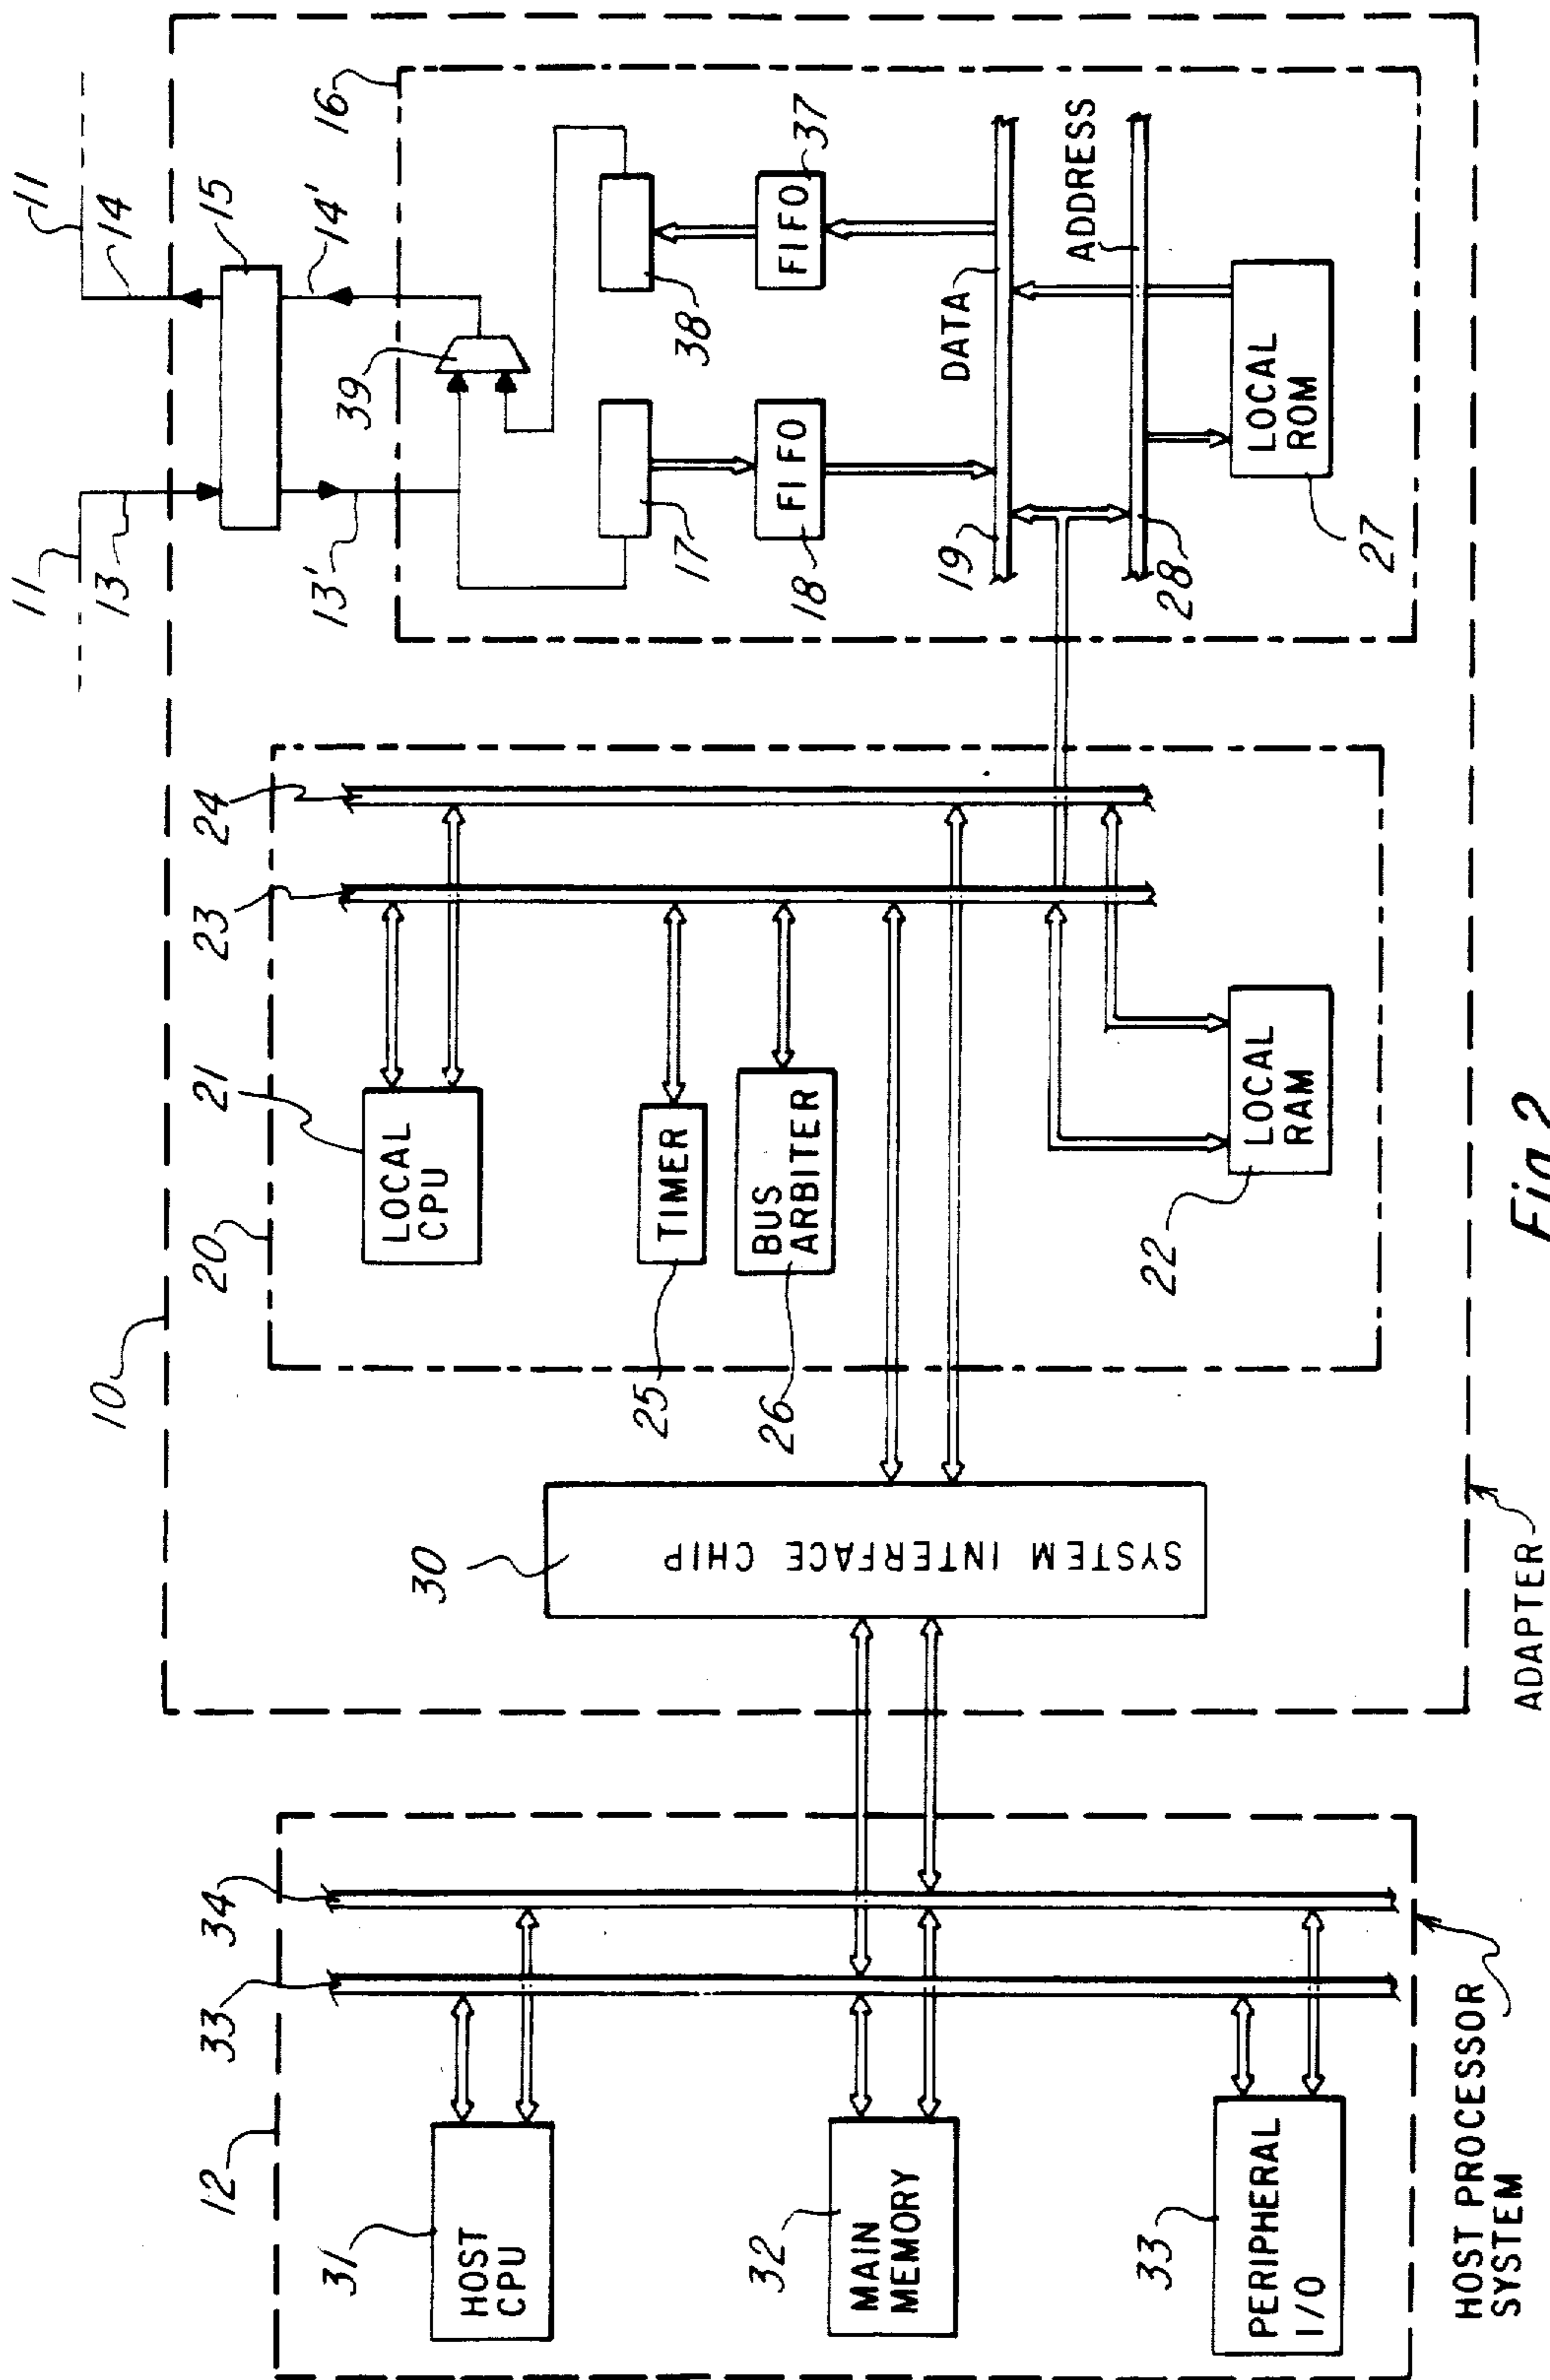 11
13
11
14
13'
14'
15
16
39
17
38
18
FIFO
FIFO
37
DATA
19
ADDRESS
28
LOCAL
ROM
27
10
20
21
23
24
LOCAL
CPU
TIMER
25
BUS
ARBITER
26
LOCAL
RAM
22
30
SYSTEM INTERFACE CHIP
ADAPTER
12
33
34
31
HOST
CPU
32
MAIN
MEMORY
33
PERIPHERAL
I/O
HOST PROCESSOR
SYSTEM
Fig. 2